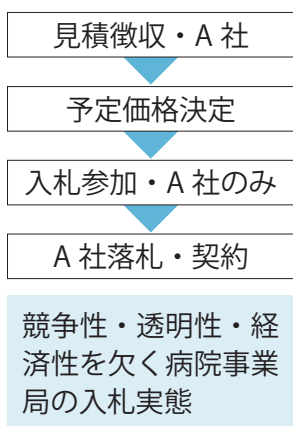 見積徴収・A 社
予定価格決定
入札参加・A 社のみ
A 社落札・契約
競争性・透明性・経
済性を欠く病院事業
局の入札実態